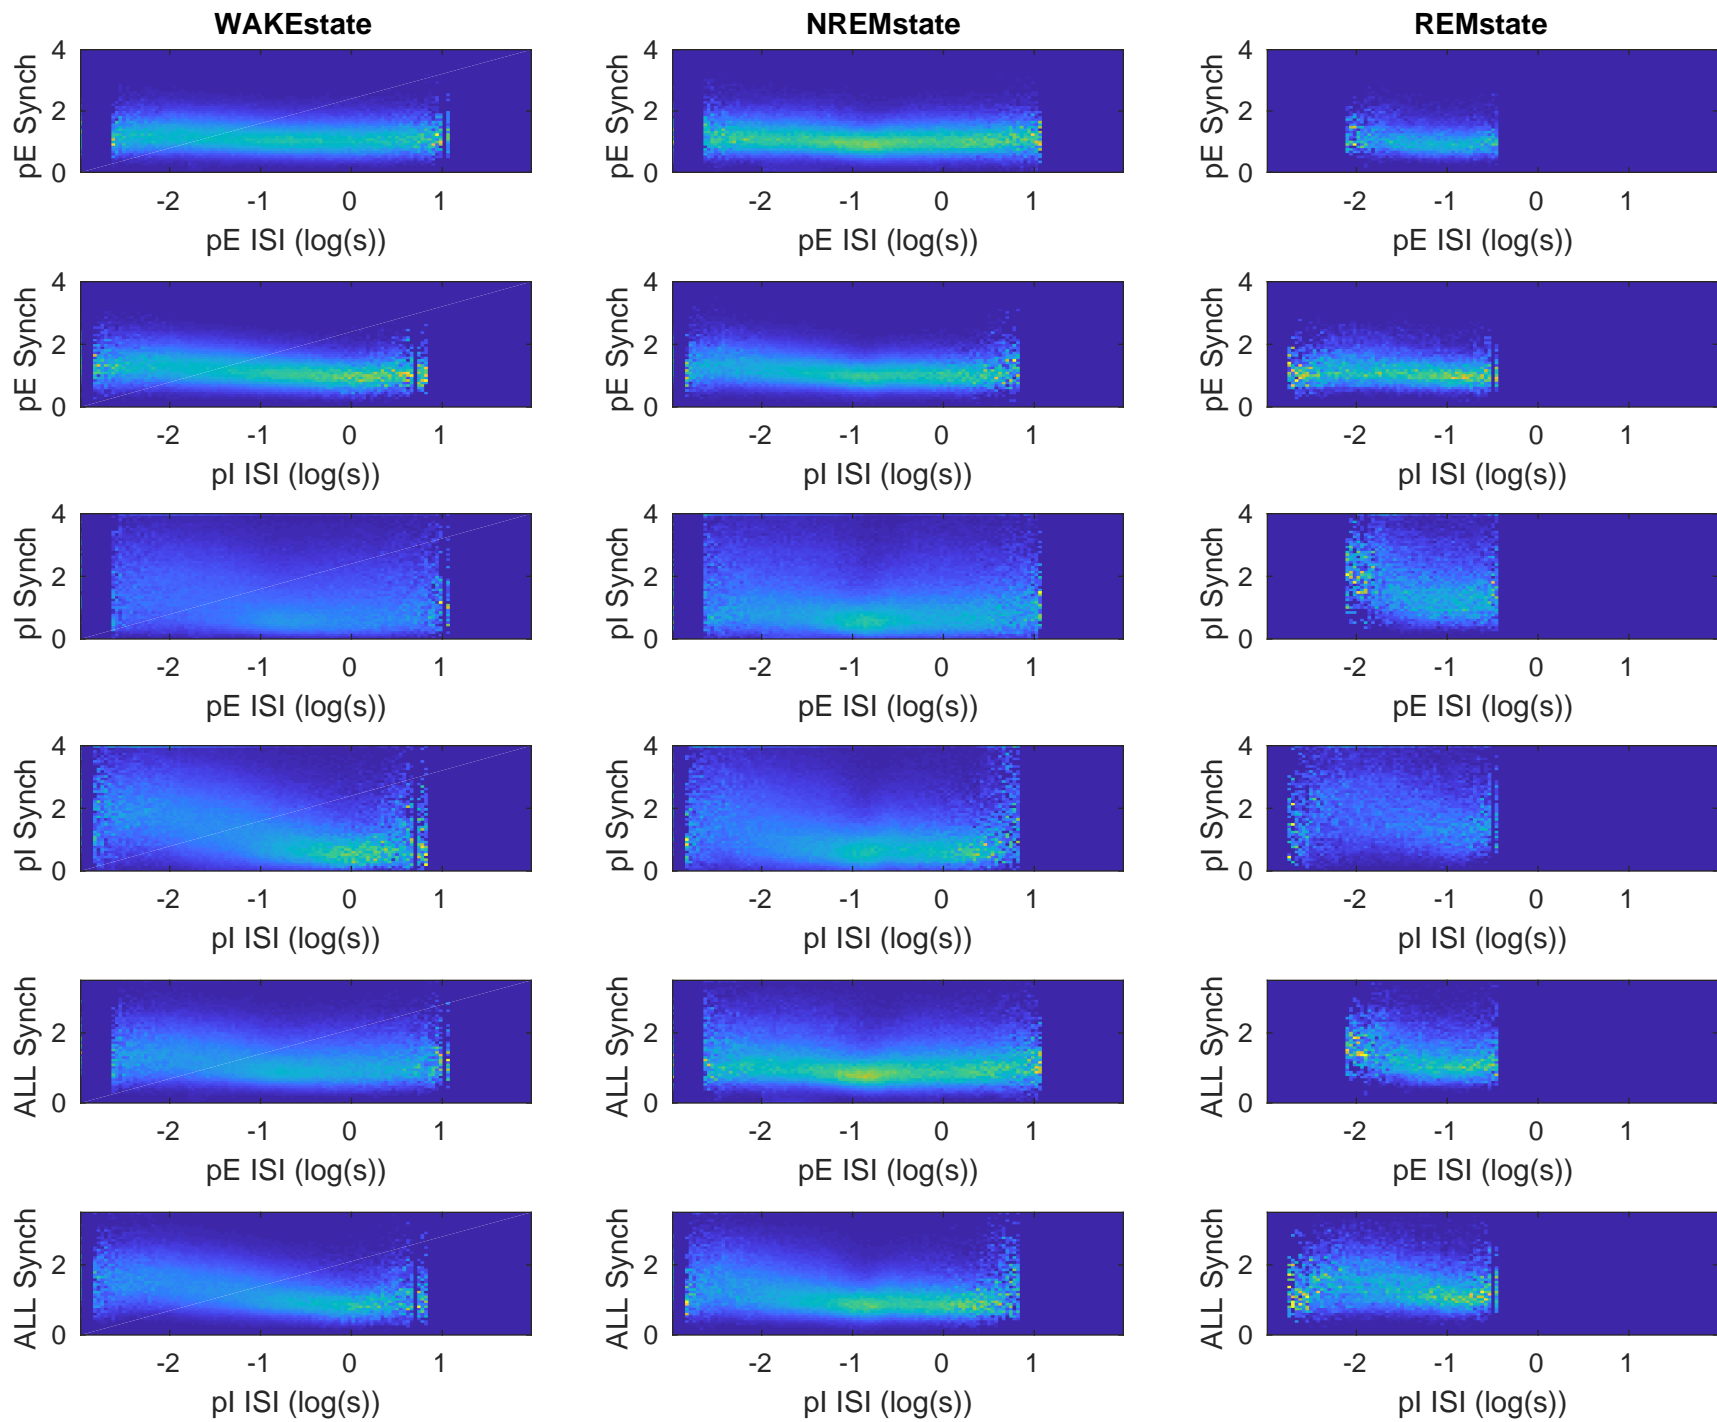 WAKEstate NREMstate REMstate
pE Synch 4 2 0 pE Synch 4 2 0 pE Synch 4 2 0
-2 -1 0 1 -2 -1 0 1 -2 -1 0 1
pE ISI (log(s)) pE ISI (log(s)) pE ISI (log(s))
pE Synch 4 2 0 pE Synch 4 2 0 pE Synch 4 2 0
-2 -1 0 1 -2 -1 0 1 -2 -1 0 1
pI ISI (log(s)) pI ISI (log(s)) pI ISI (log(s))
pI Synch 4 2 0 pI Synch 4 2 0 pI Synch 4 2 0
-2 -1 0 1 -2 -1 0 1 -2 -1 0 1
pE ISI (log(s)) pE ISI (log(s)) pE ISI (log(s))
pI Synch 4 2 0 pI Synch 4 2 0 pI Synch 4 2 0
-2 -1 0 1 -2 -1 0 1 -2 -1 0 1
pI ISI (log(s)) pI ISI (log(s)) pI ISI (log(s))
ALL Synch 2 0 ALL Synch 2 0 ALL Synch 2 0
-2 -1 0 1 -2 -1 0 1 -2 -1 0 1
pE ISI (log(s)) pE ISI (log(s)) pE ISI (log(s))
ALL Synch 2 0 ALL Synch 2 0 ALL Synch 2 0
-2 -1 0 1 -2 -1 0 1 -2 -1 0 1
pI ISI (log(s)) pI ISI (log(s)) pI ISI (log(s))